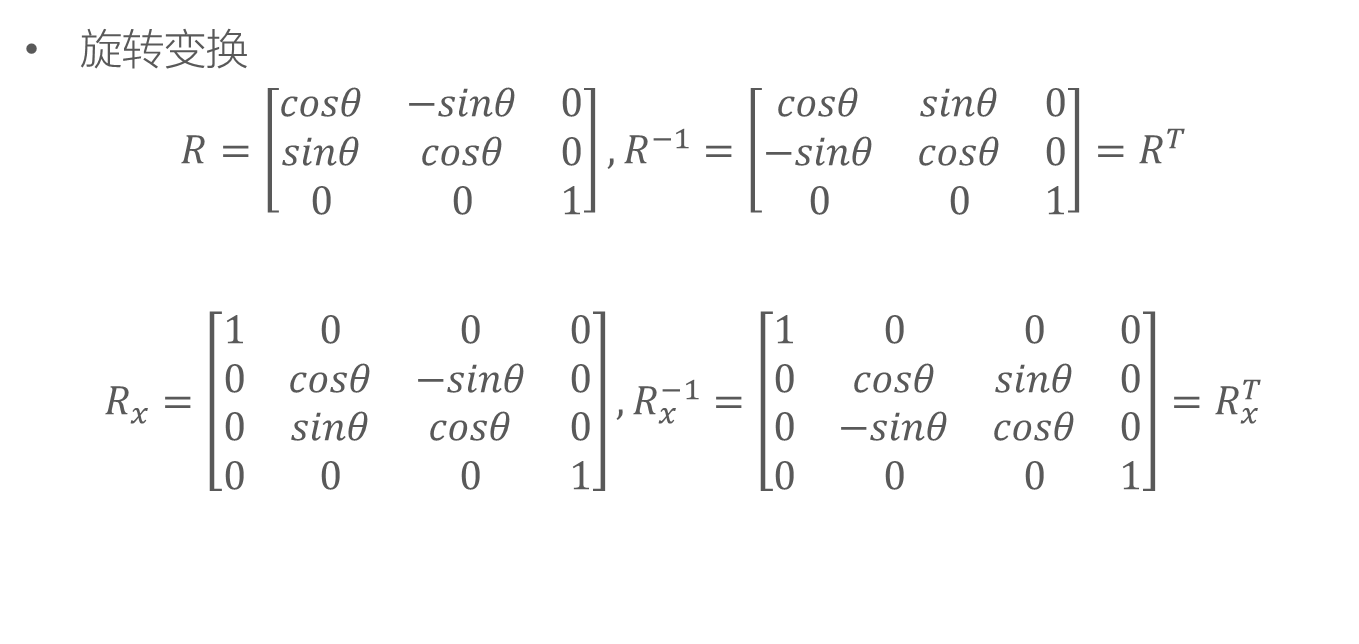 • 旋转变换
R = [cosθ −sinθ 0; sinθ cosθ 0; 0 0 1], R⁻¹ = [cosθ sinθ 0; −sinθ cosθ 0; 0 0 1] = Rᵀ
Rₓ = [1 0 0 0; 0 cosθ −sinθ 0; 0 sinθ cosθ 0; 0 0 0 1], Rₓ⁻¹ = [1 0 0 0; 0 cosθ sinθ 0; 0 −sinθ cosθ 0; 0 0 0 1] = Rₓᵀ